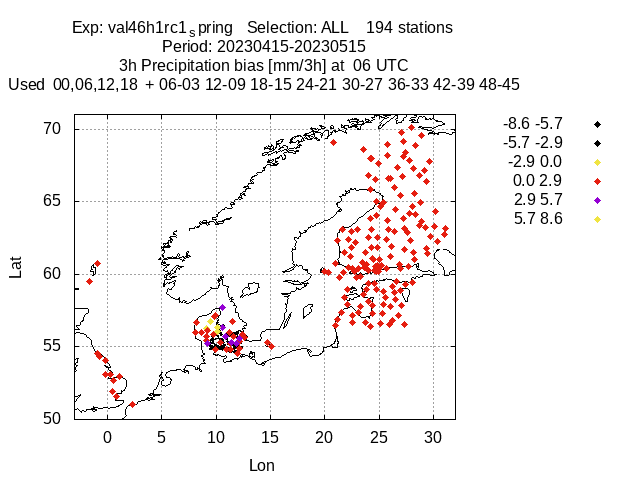 Exp: val46h1rc1spring   Selection: ALL    194 stations
Period: 20230415-20230515
3h Precipitation bias [mm/3h] at  06 UTC
Used  00,06,12,18  + 06-03 12-09 18-15 24-21 30-27 36-33 42-39 48-45
-8.6 -5.7
-5.7 -2.9
-2.9 0.0
0.0 2.9
2.9 5.7
5.7 8.6
70
65
60
55
50
Lat
0 5 10 15 20 25 30
Lon